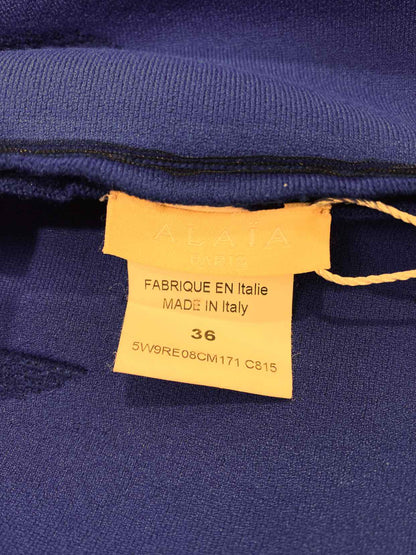 ALAÏA
PARIS
FABRIQUE EN Italie
MADE IN Italy
36
5W9RE08CM171 C815